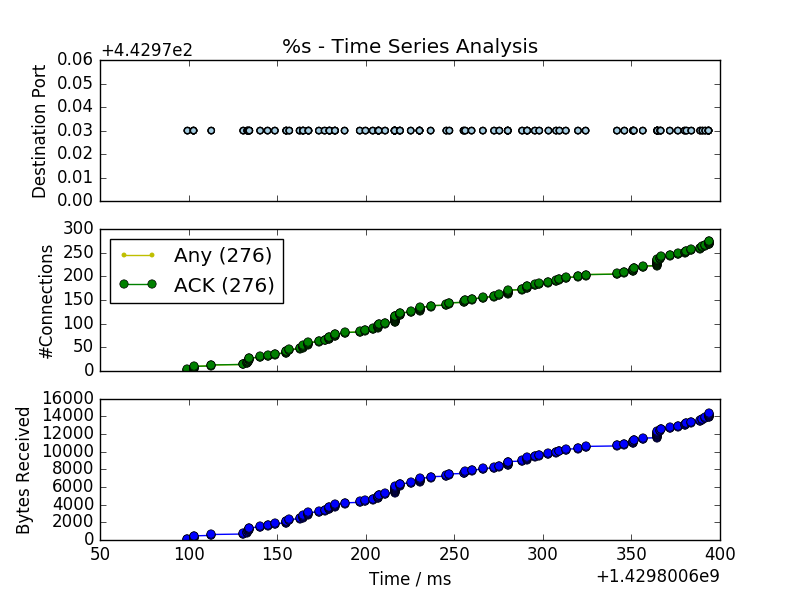 +4.4297e2
%s - Time Series Analysis
0.06
0.05
0.04
0.03
0.02
0.01
0.00
Destination Port
300
250
200
150
100
50
0
#Connections
Any (276)
ACK (276)
16000
14000
12000
10000
8000
6000
4000
2000
0
Bytes Received
50 100 150 200 250 300 350 400
Time / ms
+1.4298006e9